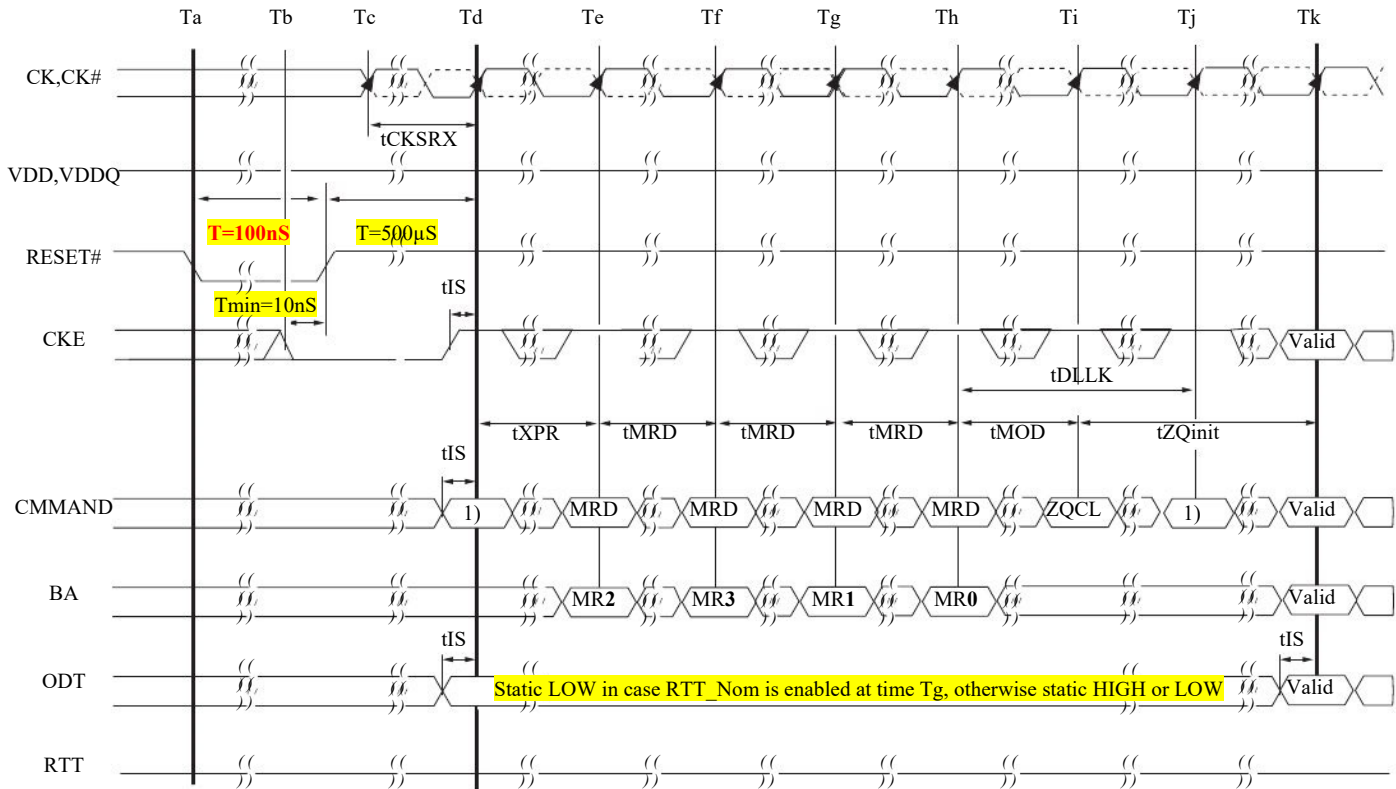 Ta Tb Tc Td Te Tf Tg Th Ti Tj Tk
CK,CK#
tCKSRX
VDD,VDDQ
T=100nS T=500µS
RESET#
Tmin=10nS tIS
CKE Valid
tDLLK
tXPR tMRD tMRD tMRD tMOD tZQinit
tIS
CMMAND 1) MRD MRD MRD MRD ZQCL 1) Valid
BA MR2 MR3 MR1 MR0 Valid
tIS tIS
ODT Static LOW in case RTT_Nom is enabled at time Tg, otherwise static HIGH or LOW Valid
RTT